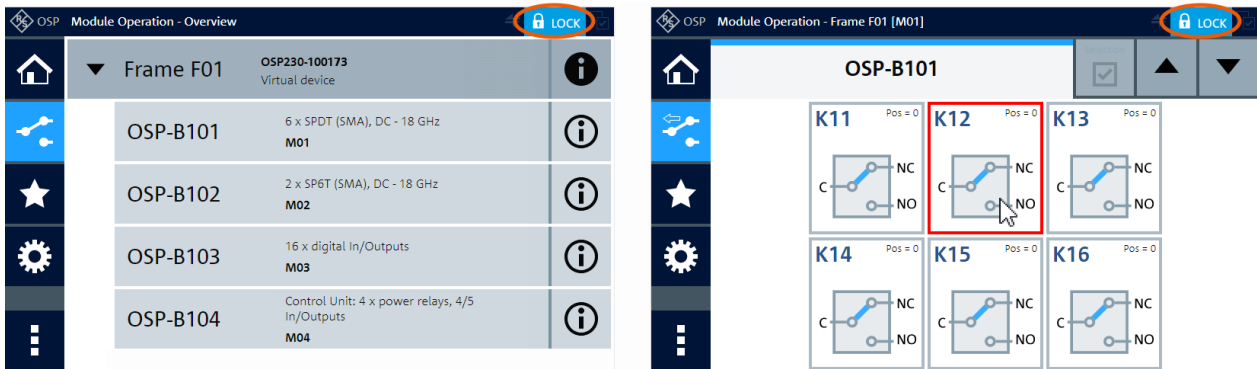 R&S OSP Module Operation - Overview LOCK
Frame F01 OSP230-100173
Virtual device
OSP-B101 6 x SPDT (SMA), DC - 18 GHz
M01
OSP-B102 2 x SP6T (SMA), DC - 18 GHz
M02
OSP-B103 16 x digital In/Outputs
M03
OSP-B104 Control Unit: 4 x power relays, 4/5
In/Outputs
M04
R&S OSP Module Operation - Frame F01 [M01] LOCK
OSP-B101
K11 Pos = 0
NC
C
NO
K12 Pos = 0
NC
C
NO
K13 Pos = 0
NC
C
NO
K14 Pos = 0
NC
C
NO
K15 Pos = 0
NC
C
NO
K16 Pos = 0
NC
C
NO